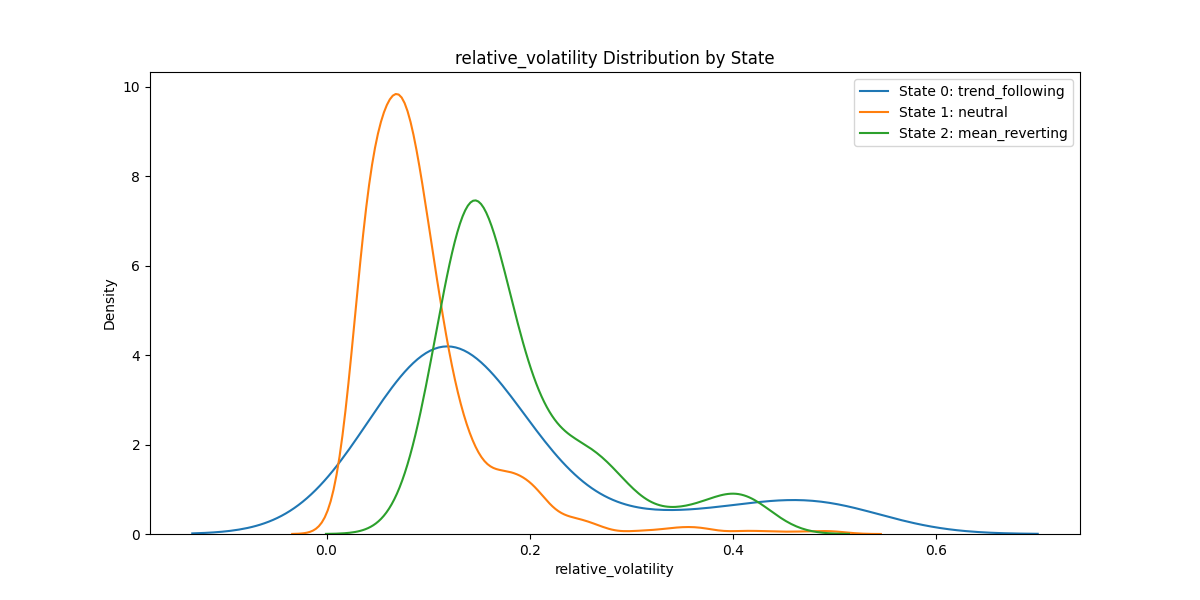 relative_volatility Distribution by State
State 0: trend_following
State 1: neutral
State 2: mean_reverting
Density
10
8
6
4
2
0
0.0 0.2 0.4 0.6
relative_volatility